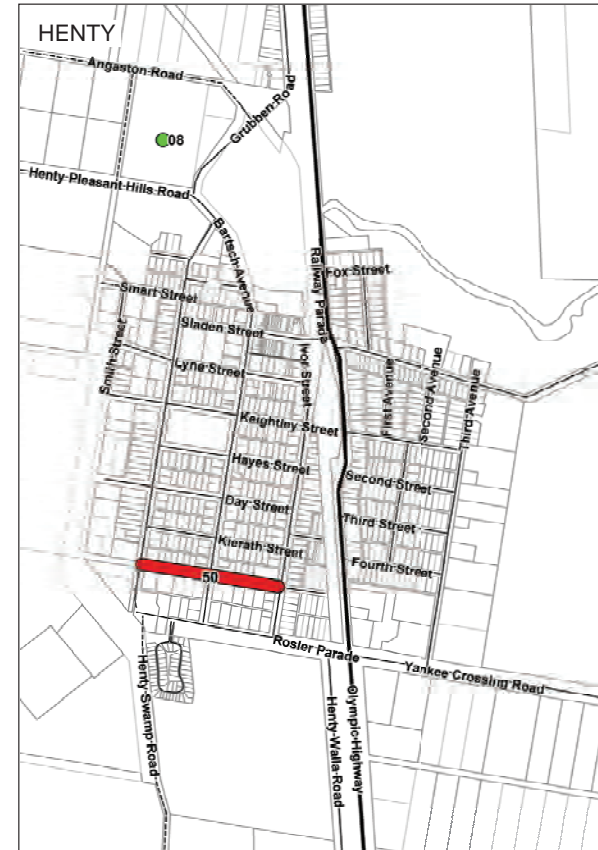 HENTY
Angaston Road
Grubben Road
08
Henty-Pleasant Hills Road
Bartsch Avenue
Railway Parade
Fox Street
Smart Street
Sladen Street
Smith Street
Lyne Street
Ivor Street
First Avenue
Second Avenue
Third Avenue
Keightley Street
Hayes Street
Second Street
Day Street
Third Street
Kierath Street
Fourth Street
50
Rosler Parade
Yankee Crossing Road
Henty Swamp Road
Henty-Walla Road
Olympic Highway